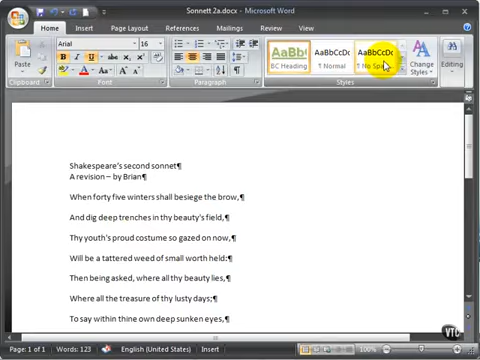 Sonnett 2a.docx - Microsoft Word
Home Insert Page Layout References Mailings Review View
Arial 16
AaBbC AaBbCcDc AaBbCcDc
BC Heading ¶ Normal ¶ No Spa
Paste
Change Styles
Editing
Clipboard Font Paragraph Styles
Shakespeare's second sonnet¶
A revision – by Brian¶
When forty five winters shall besiege the brow,¶
And dig deep trenches in thy beauty's field,¶
Thy youth's proud costume so gazed on now,¶
Will be a tattered weed of small worth held:¶
Then being asked, where all thy beauty lies,¶
Where all the treasure of thy lusty days;¶
To say within thine own deep sunken eyes,¶
VTC
Page: 1 of 1 Words: 123 English (United States) Insert 100%